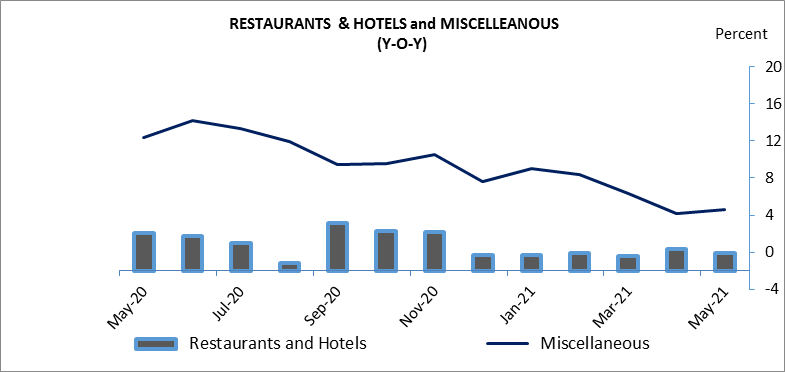 RESTAURANTS & HOTELS and MISCELLEANOUS
(Y-O-Y)
Percent
20
16
12
8
4
0
-4
May-20
Jul-20
Sep-20
Nov-20
Jan-21
Mar-21
May-21
Restaurants and Hotels
Miscellaneous